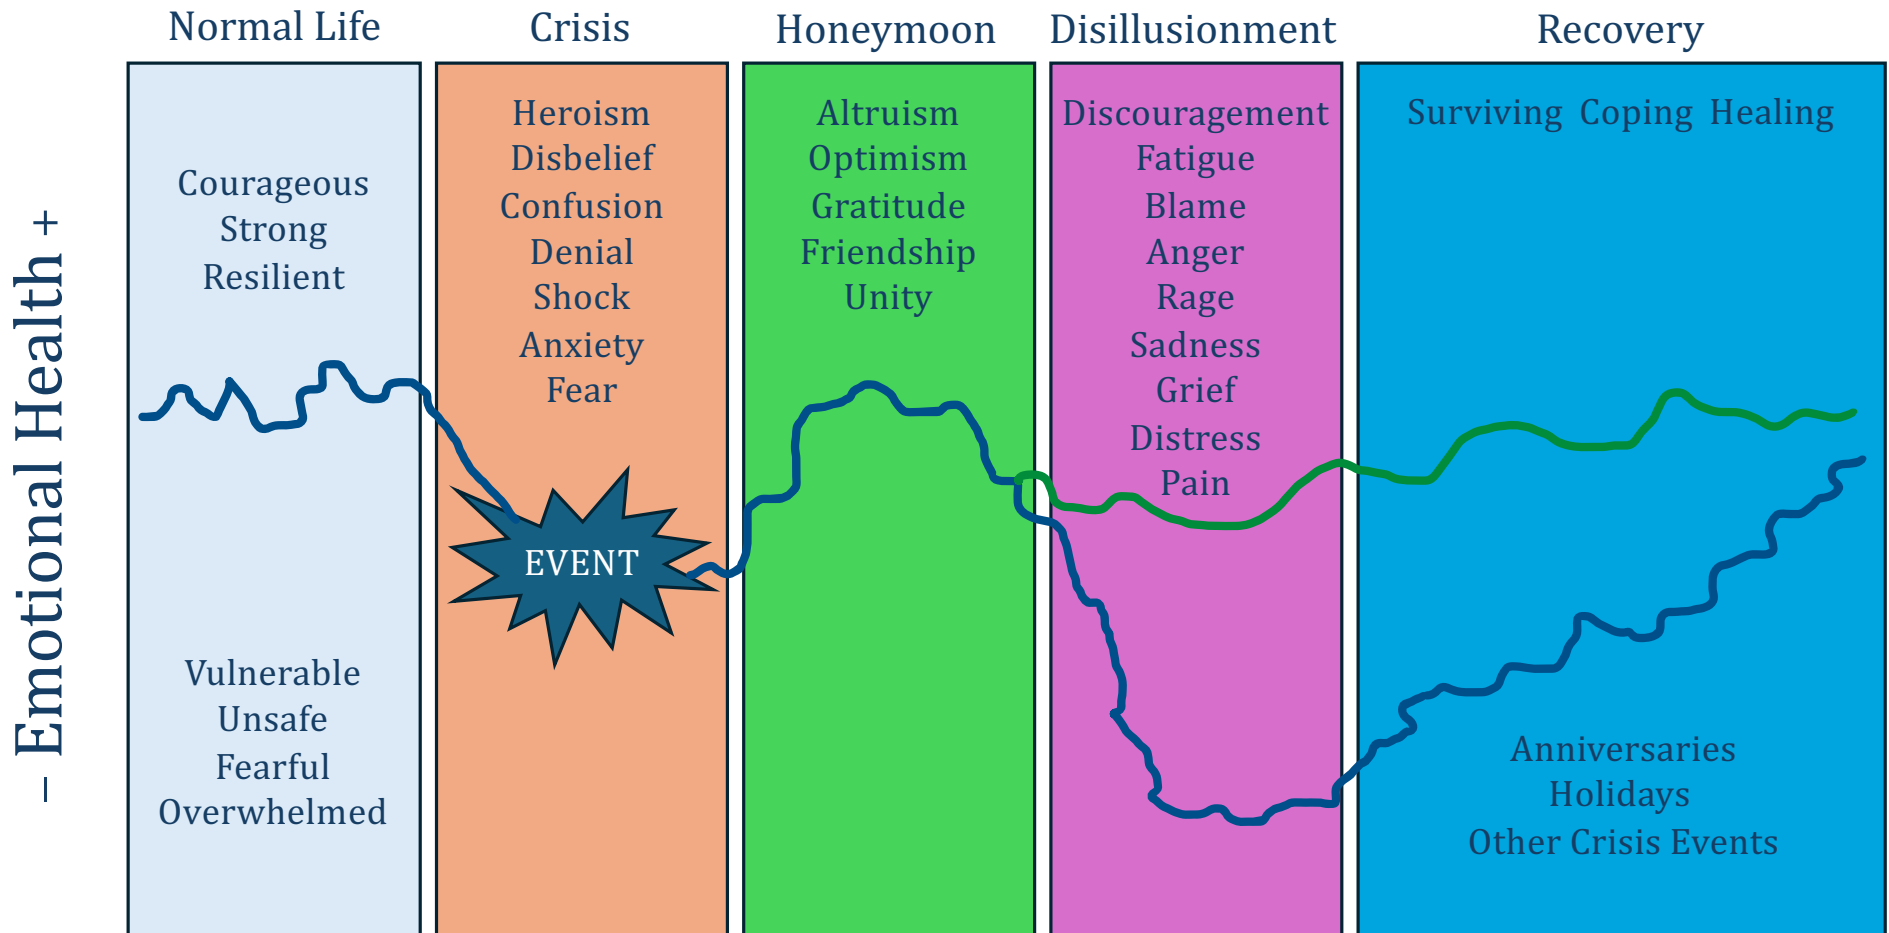 Normal Life
Crisis
Honeymoon
Disillusionment
Recovery
– Emotional Health +
Courageous
Strong
Resilient
Vulnerable
Unsafe
Fearful
Overwhelmed
Heroism
Disbelief
Confusion
Denial
Shock
Anxiety
Fear
EVENT
Altruism
Optimism
Gratitude
Friendship
Unity
Discouragement
Fatigue
Blame
Anger
Rage
Sadness
Grief
Distress
Pain
Surviving Coping Healing
Anniversaries
Holidays
Other Crisis Events